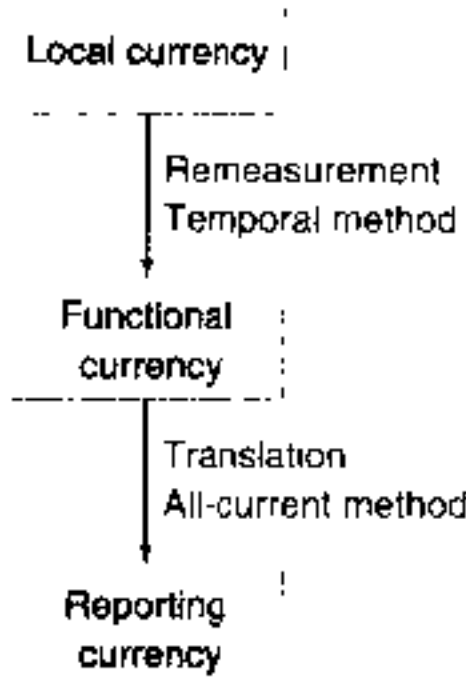 Local currency
Remeasurement
Temporal method
Functional
currency
Translation
All-current method
Reporting
currency